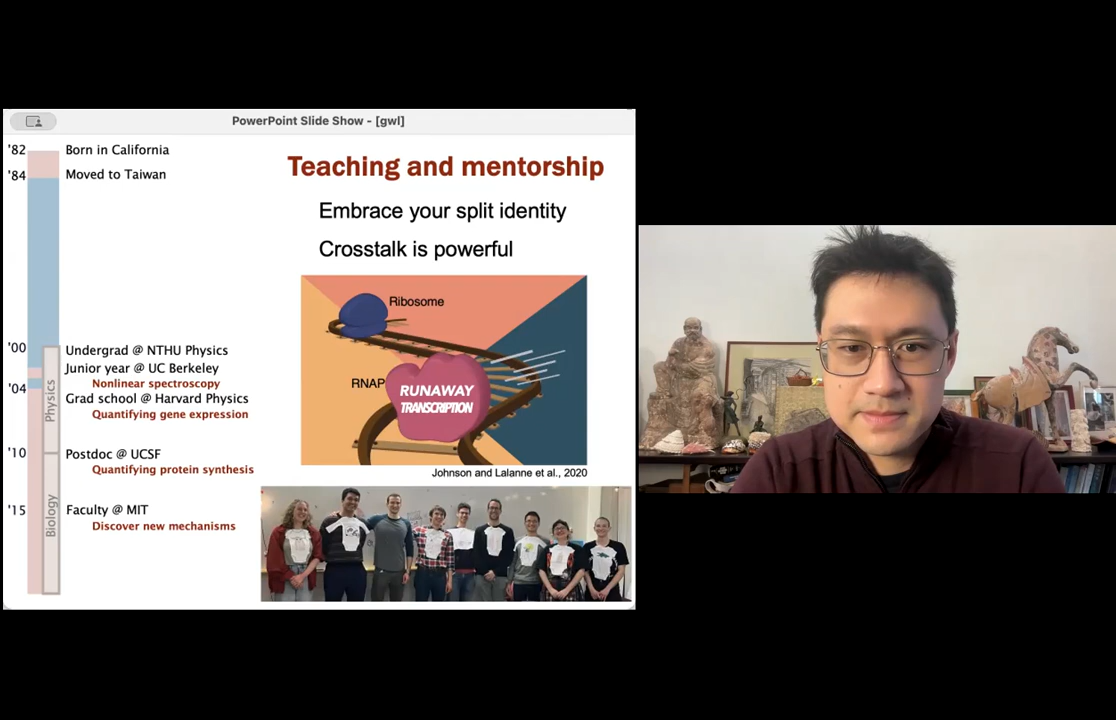 PowerPoint Slide Show - [gwl]
'82 Born in California
'84 Moved to Taiwan
'00 Undergrad @ NTHU Physics
Junior year @ UC Berkeley
Nonlinear spectroscopy
'04 Grad school @ Harvard Physics
Quantifying gene expression
'10 Postdoc @ UCSF
Quantifying protein synthesis
'15 Faculty @ MIT
Discover new mechanisms
Physics
Biology
Teaching and mentorship
Embrace your split identity
Crosstalk is powerful
Ribosome
RNAP
RUNAWAY
TRANSCRIPTION
Johnson and Lalanne et al., 2020